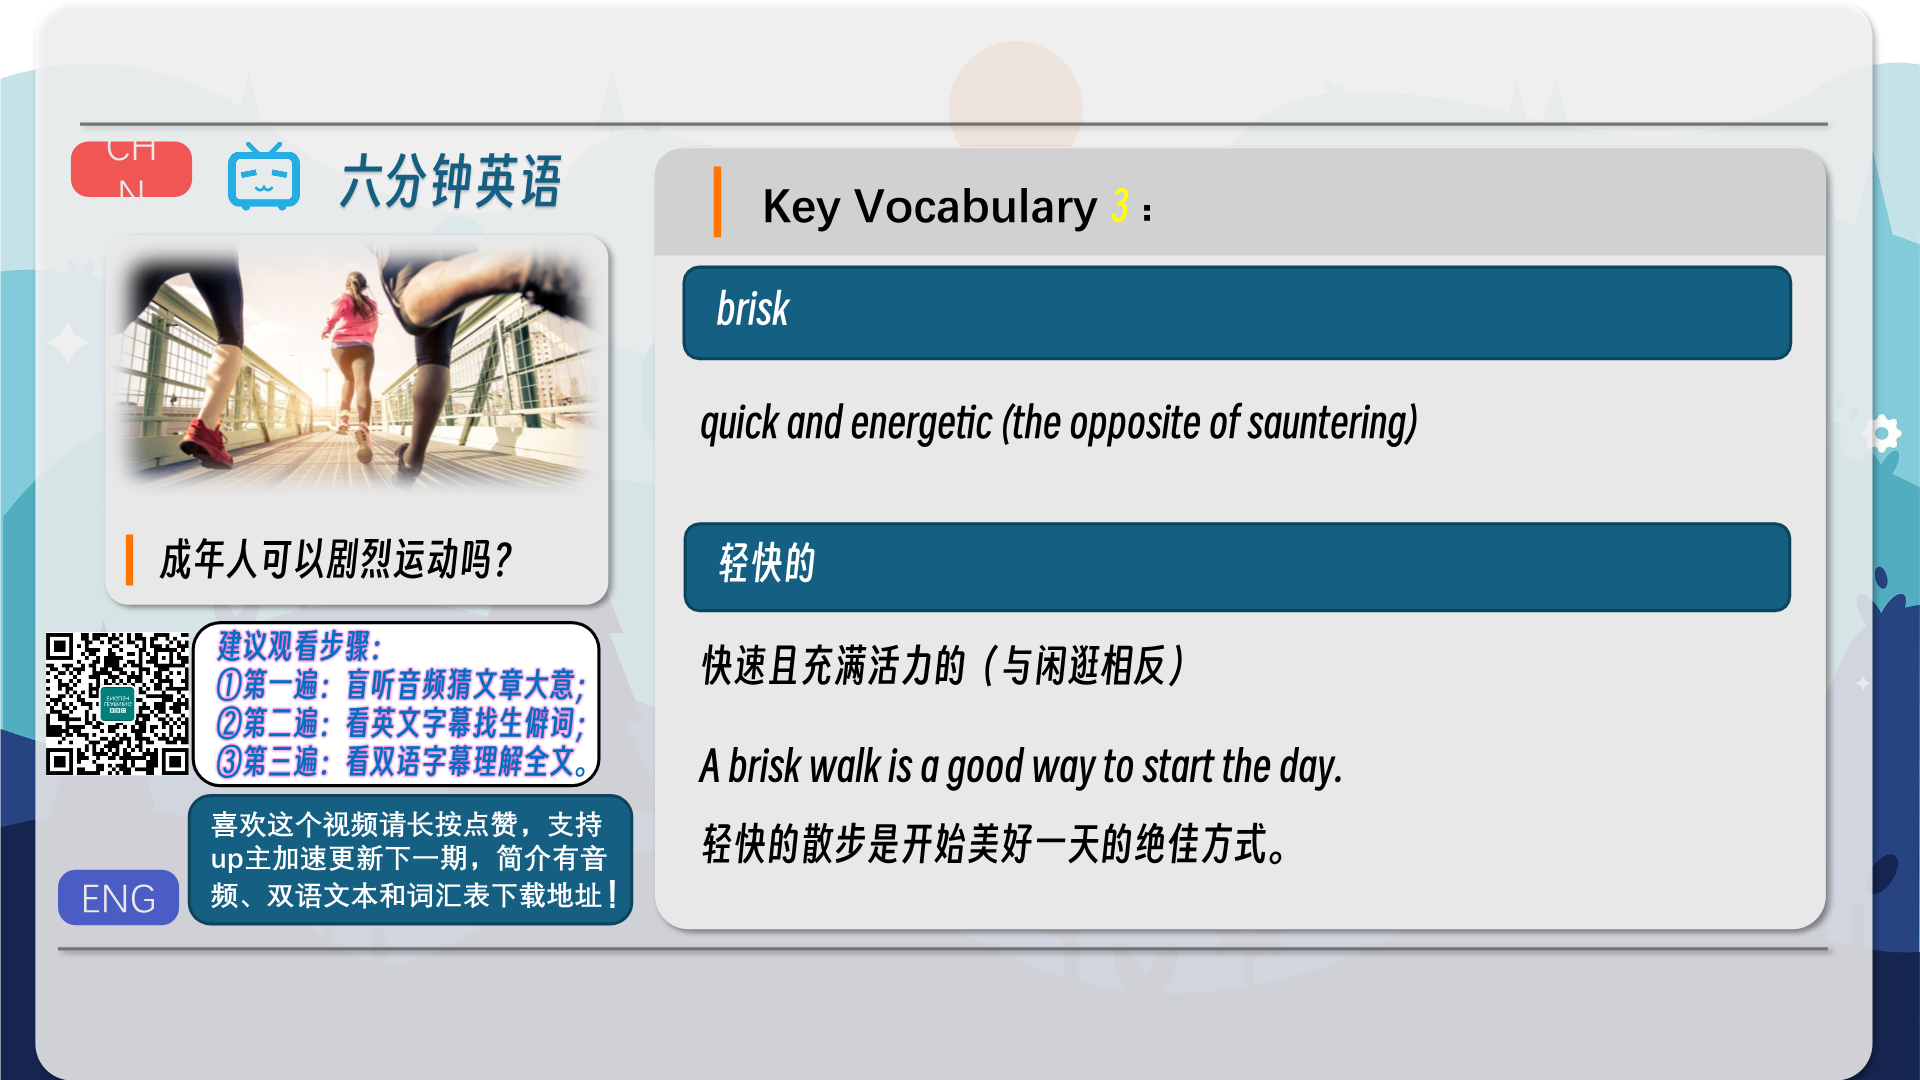 CH
N
六分钟英语
成年人可以剧烈运动吗？
建议观看步骤：
①第一遍：盲听音频猜文章大意；
②第二遍：看英文字幕找生僻词；
③第三遍：看双语字幕理解全文。
喜欢这个视频请长按点赞，支持
up主加速更新下一期，简介有音
频、双语文本和词汇表下载地址！
ENG
Key Vocabulary 3：
brisk
quick and energetic (the opposite of sauntering)
轻快的
快速且充满活力的（与闲逛相反）
A brisk walk is a good way to start the day.
轻快的散步是开始美好一天的绝佳方式。